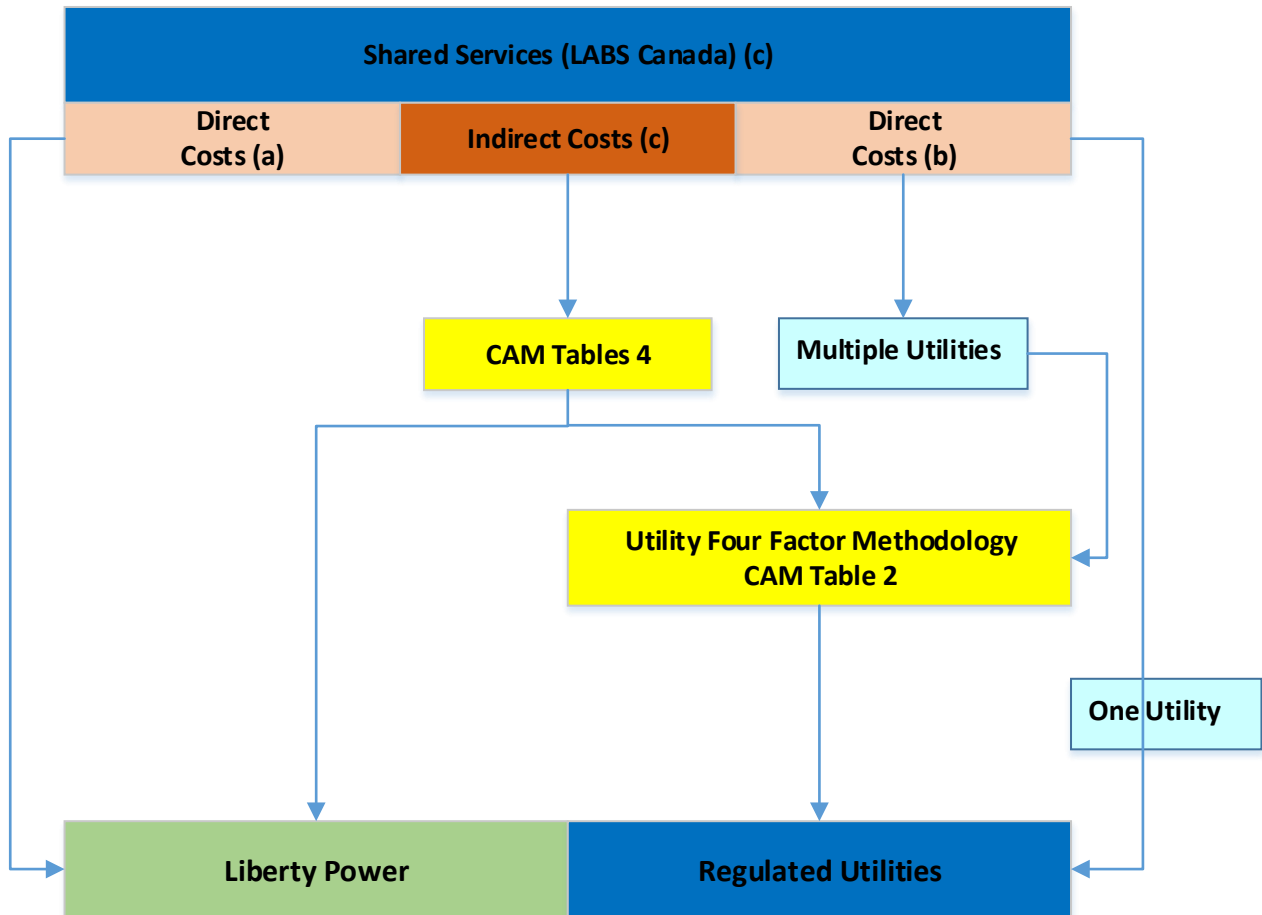 Shared Services (LABS Canada) (c)
Direct
Costs (a)
Indirect Costs (c)
Direct
Costs (b)
CAM Tables 4
Multiple Utilities
Utility Four Factor Methodology
CAM Table 2
One Utility
Liberty Power
Regulated Utilities